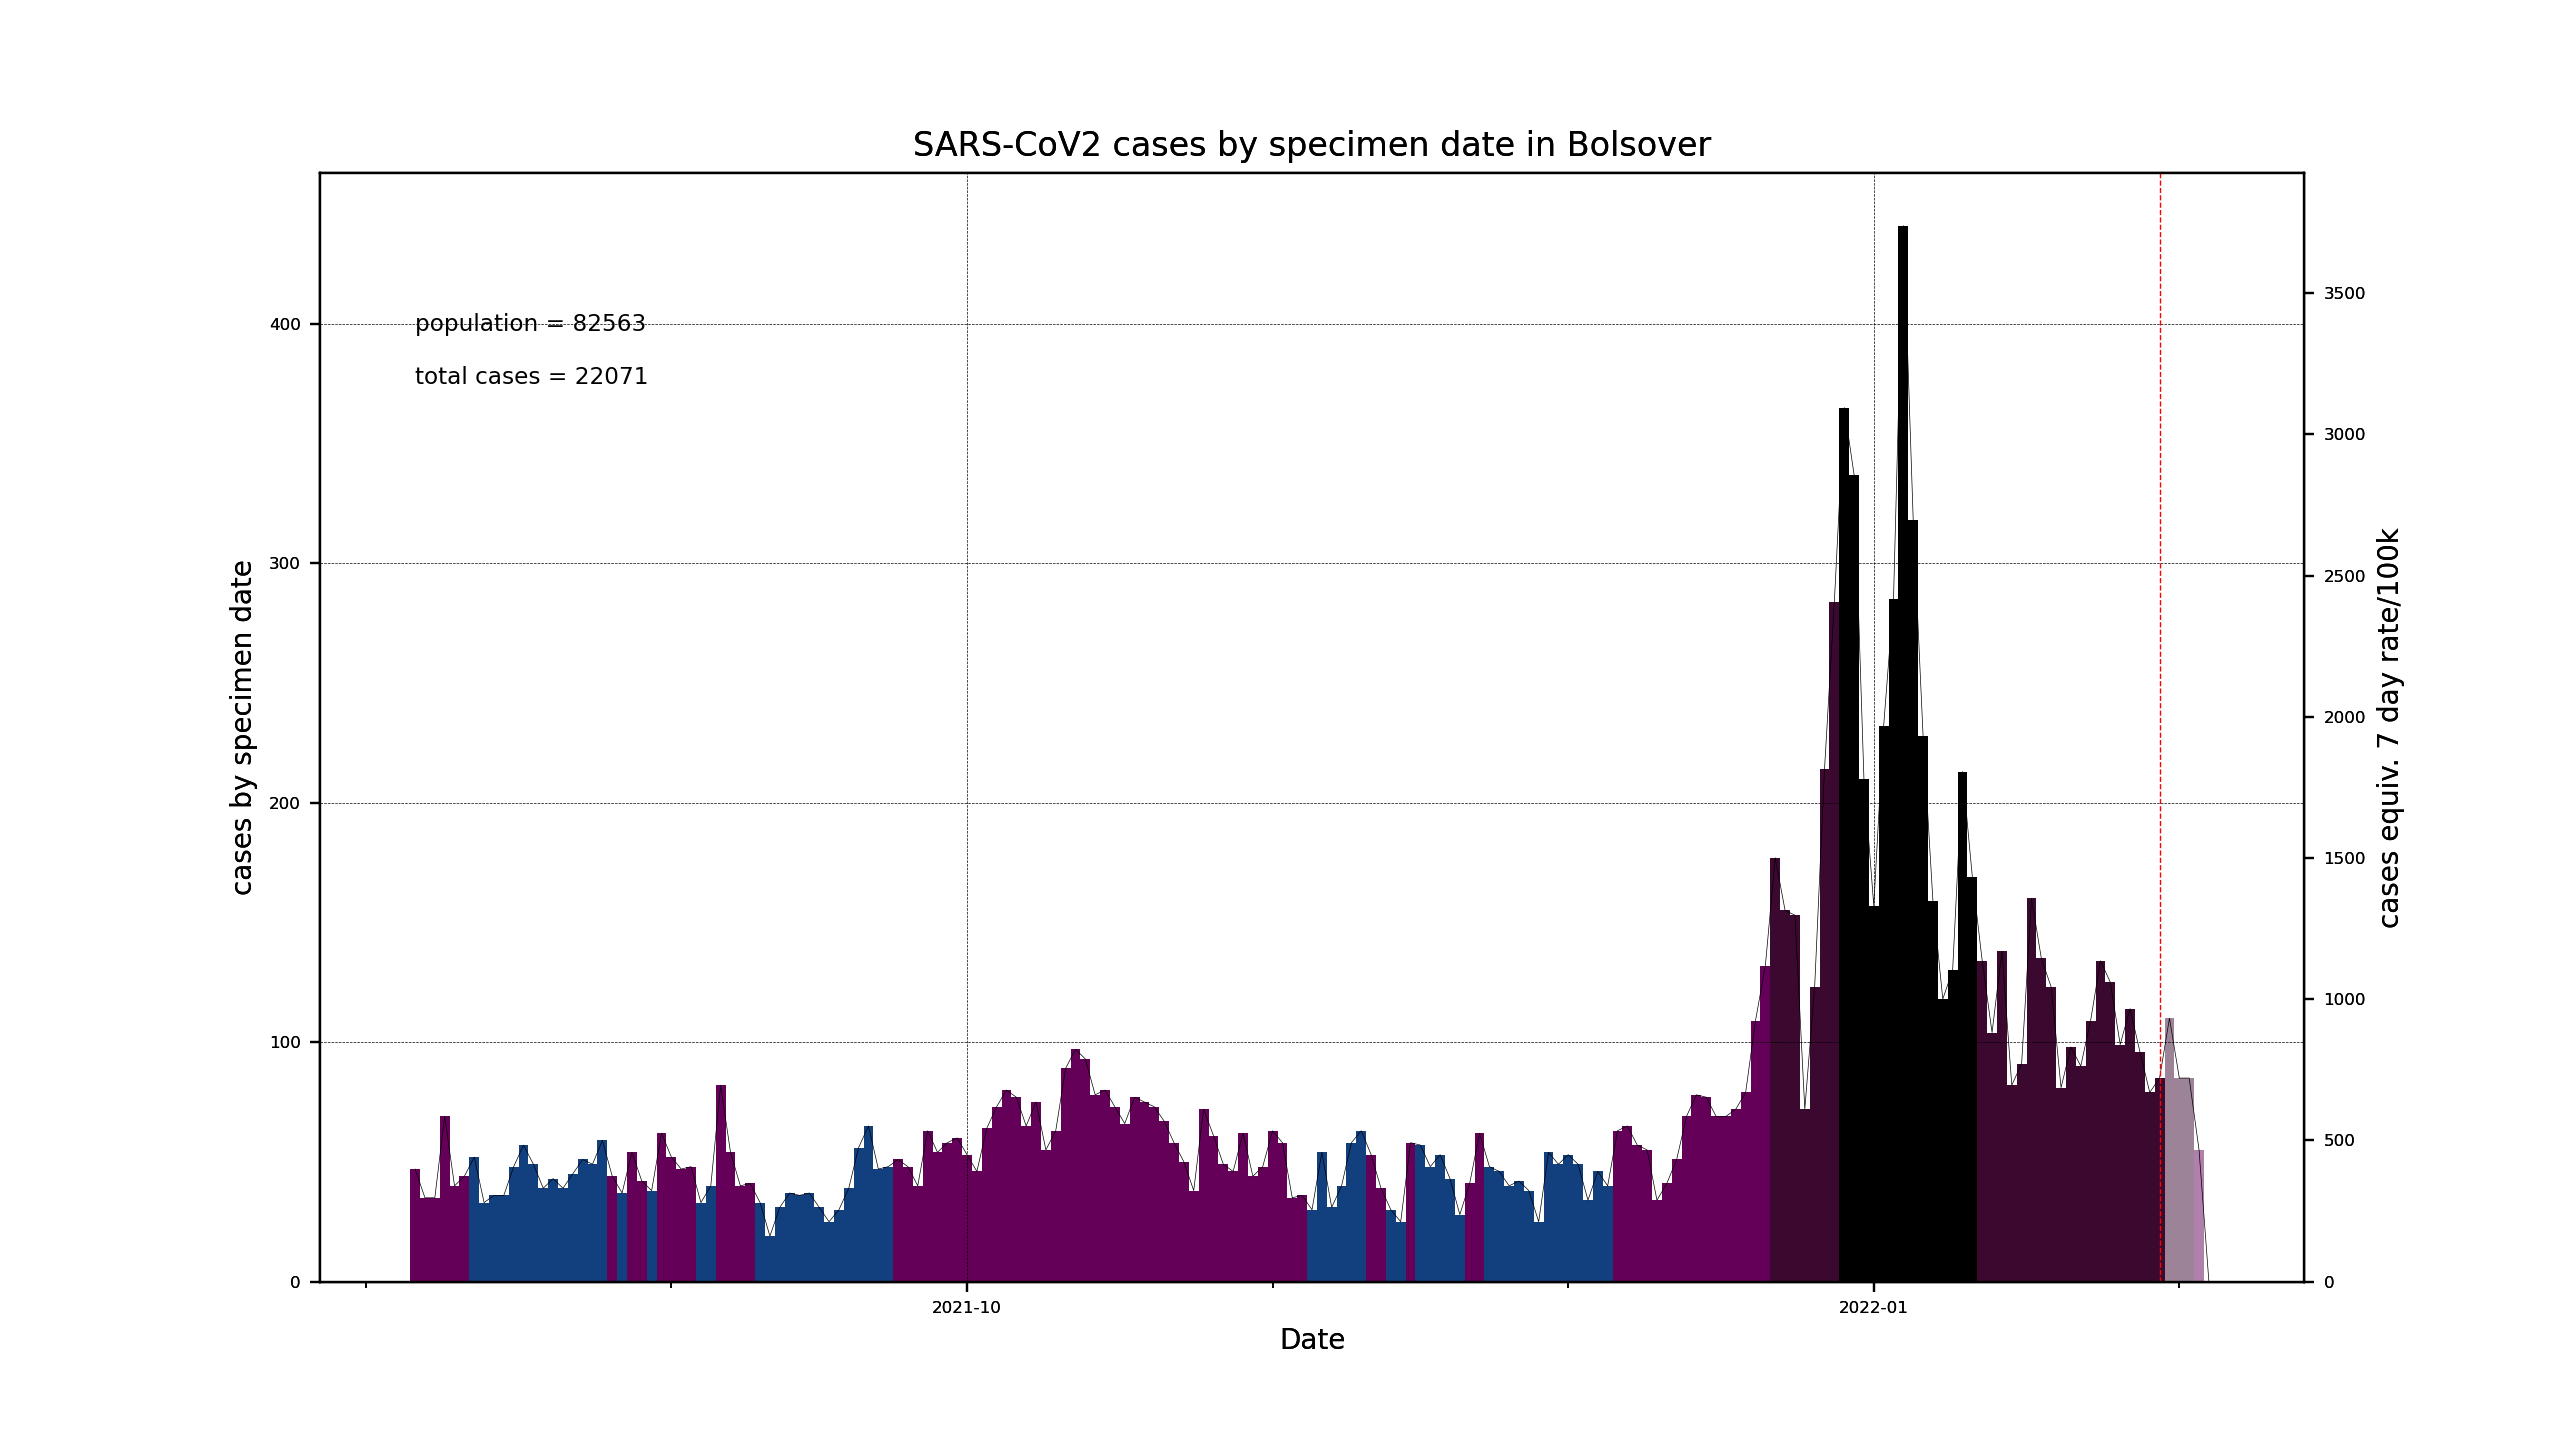 SARS-CoV2 cases by specimen date in Bolsover
population = 82563
total cases = 22071
cases by specimen date
400
300
200
100
0
3500
3000
2500
2000
1500
1000
500
0
cases equiv. 7 day rate/100k
2021-10
2022-01
Date